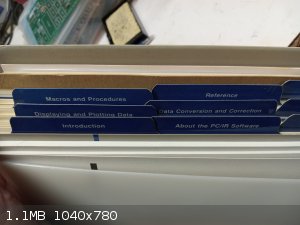 Macros and Procedures
Reference
Displaying and Plotting Data
Data Conversion and Correction
Introduction
About the PC/IR Software
1.1MB 1040x780